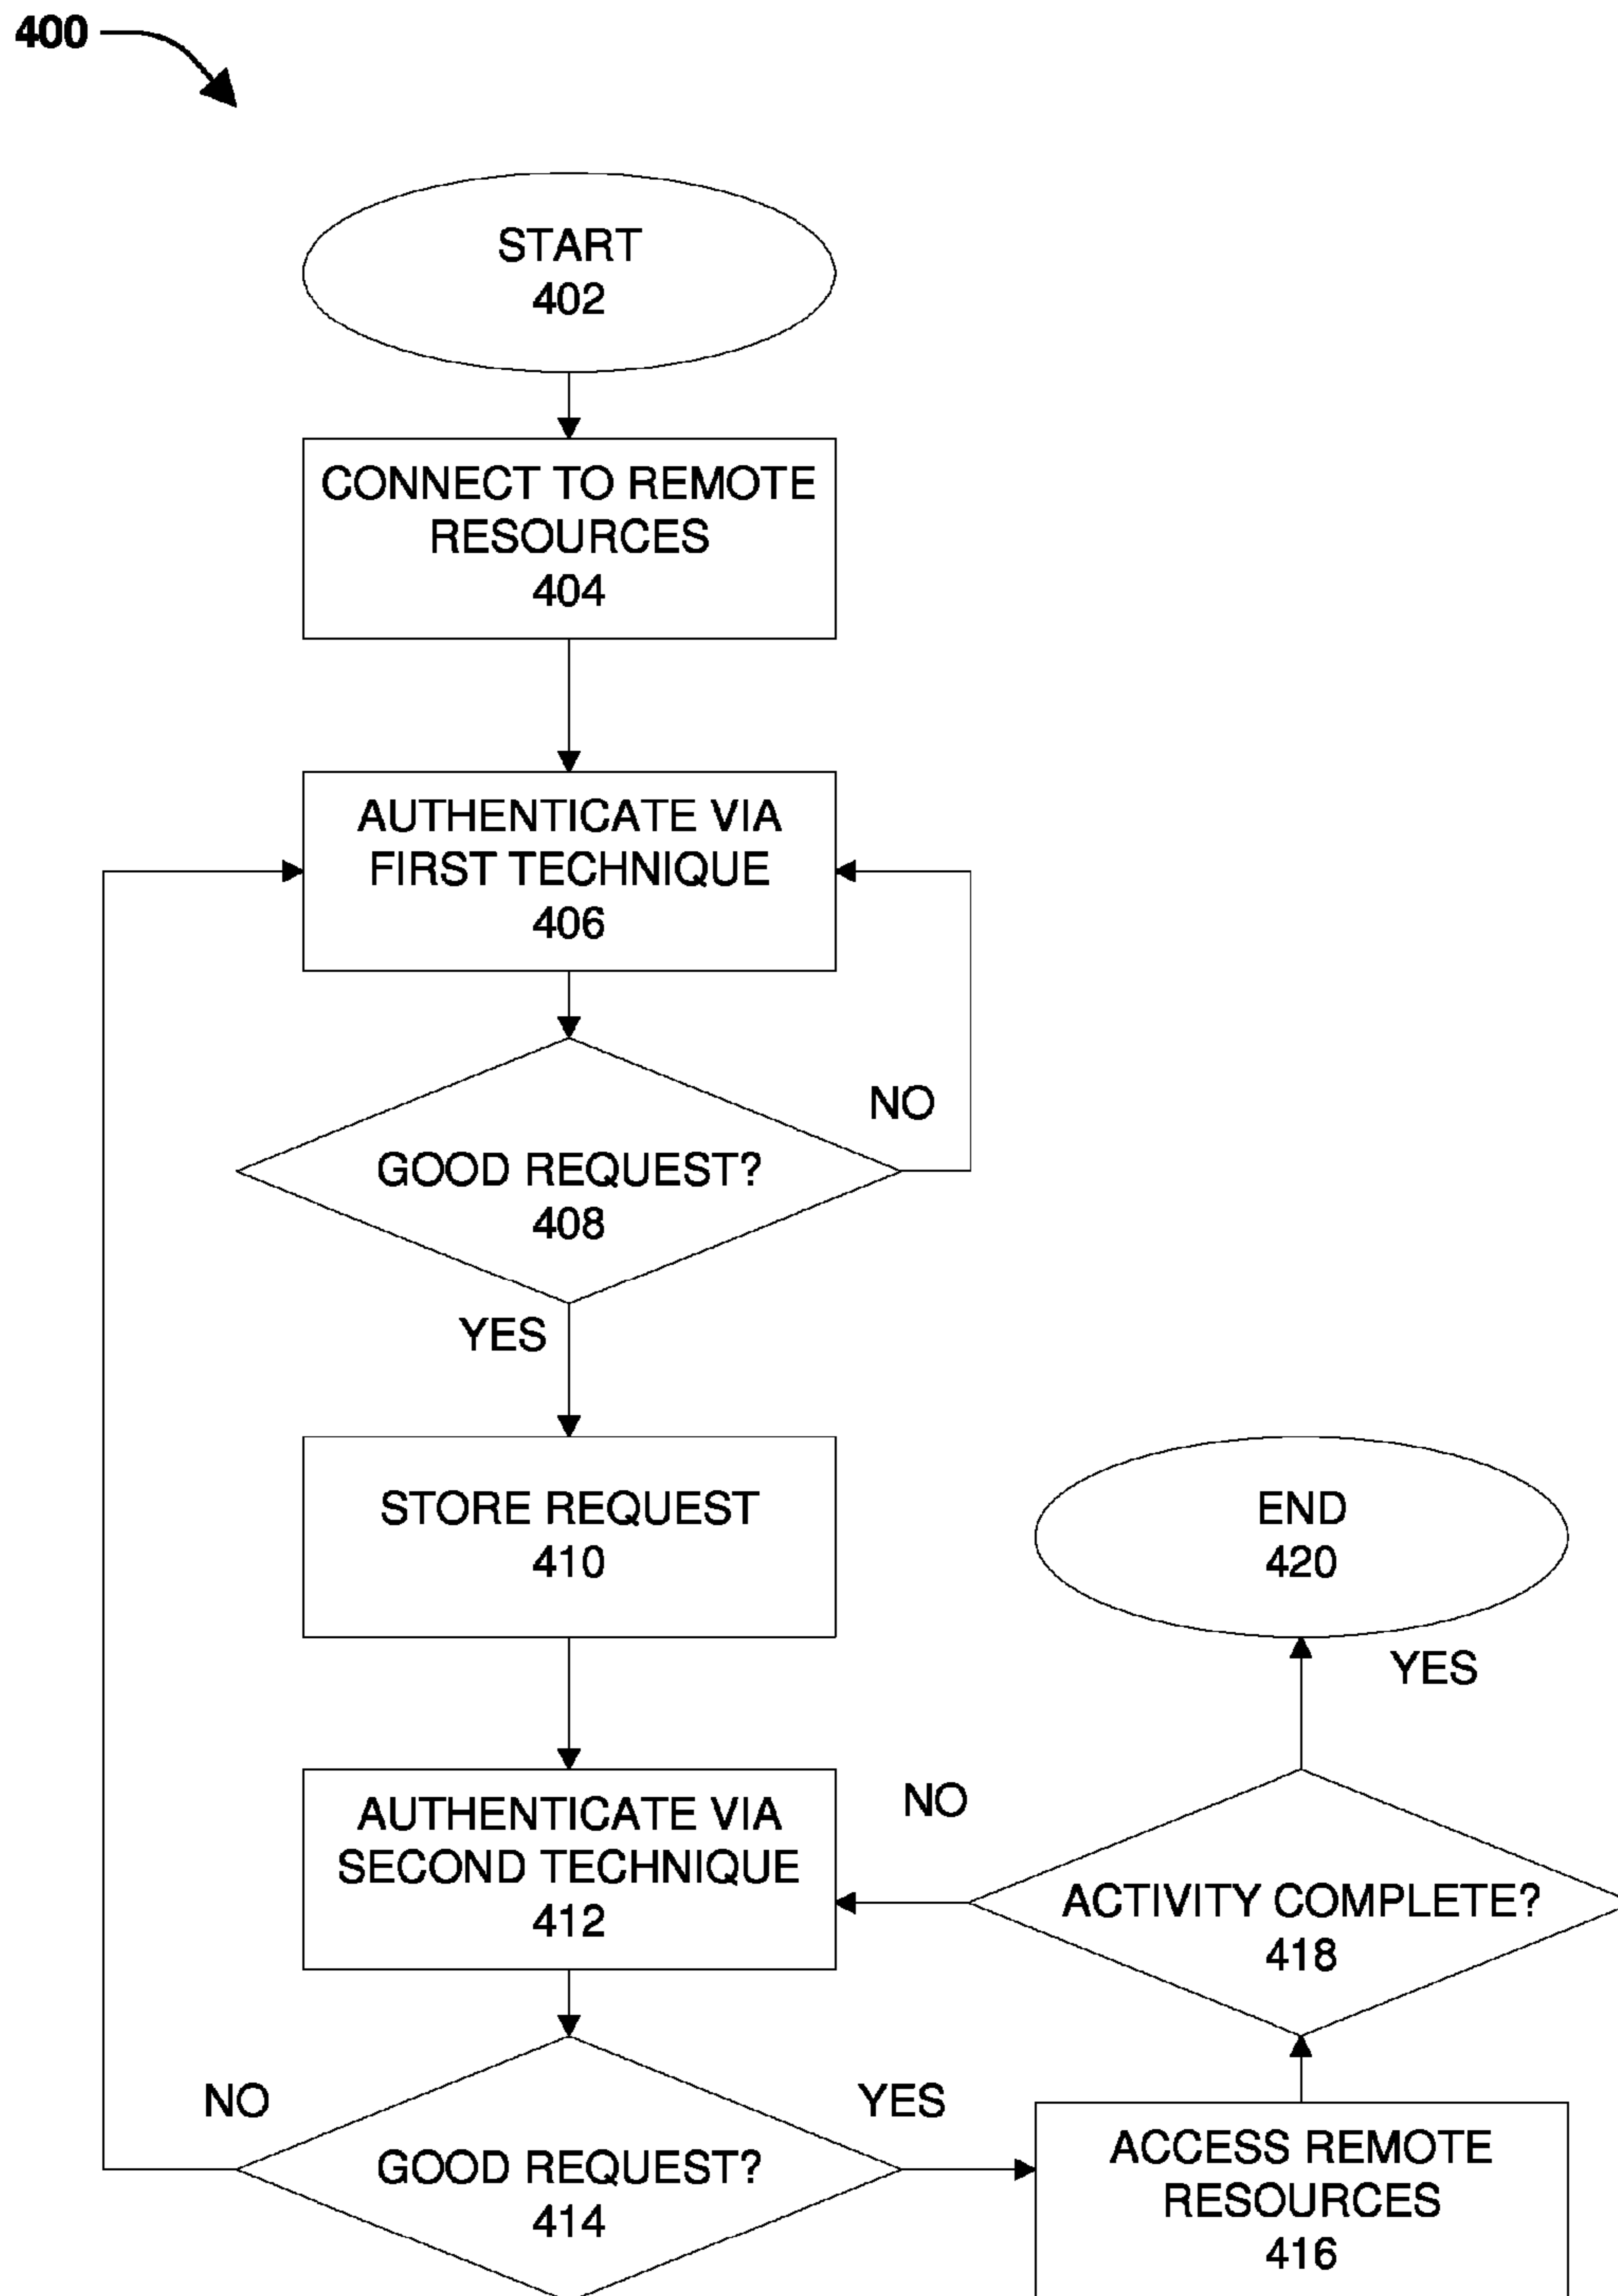 400
START
402
CONNECT TO REMOTE
RESOURCES
404
AUTHENTICATE VIA
FIRST TECHNIQUE
406
NO
GOOD REQUEST?
408
YES
STORE REQUEST
410
END
420
YES
AUTHENTICATE VIA
SECOND TECHNIQUE
412
NO
ACTIVITY COMPLETE?
418
NO
GOOD REQUEST?
414
YES
ACCESS REMOTE
RESOURCES
416